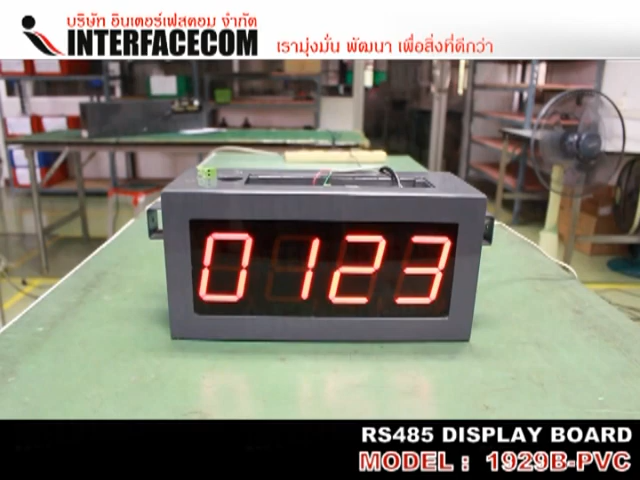 บริษัท อินเตอร์เฟสคอม จำกัด
INTERFACECOM
เรามุ่งมั่น พัฒนา เพื่อสิ่งที่ดีกว่า
0123
RS485 DISPLAY BOARD
MODEL : 1929B-PVC